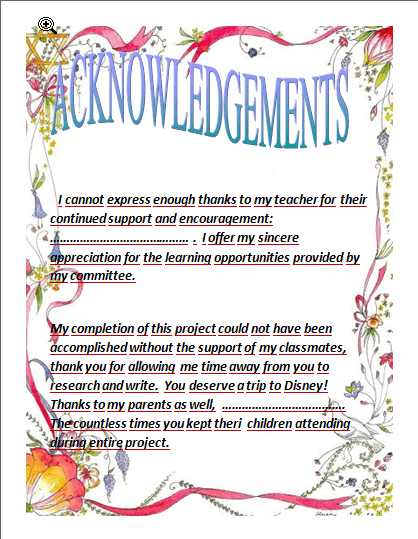 ACKNOWLEDGEMENTS
I cannot express enough thanks to my teacher for their
continued support and encouragement:
……………………………………. . I offer my sincere
appreciation for the learning opportunities provided by
my committee.
My completion of this project could not have been
accomplished without the support of my classmates,
thank you for allowing me time away from you to
research and write. You deserve a trip to Disney!
Thanks to my parents as well, ……………………………….
The countless times you kept theri children attending
during entire project.